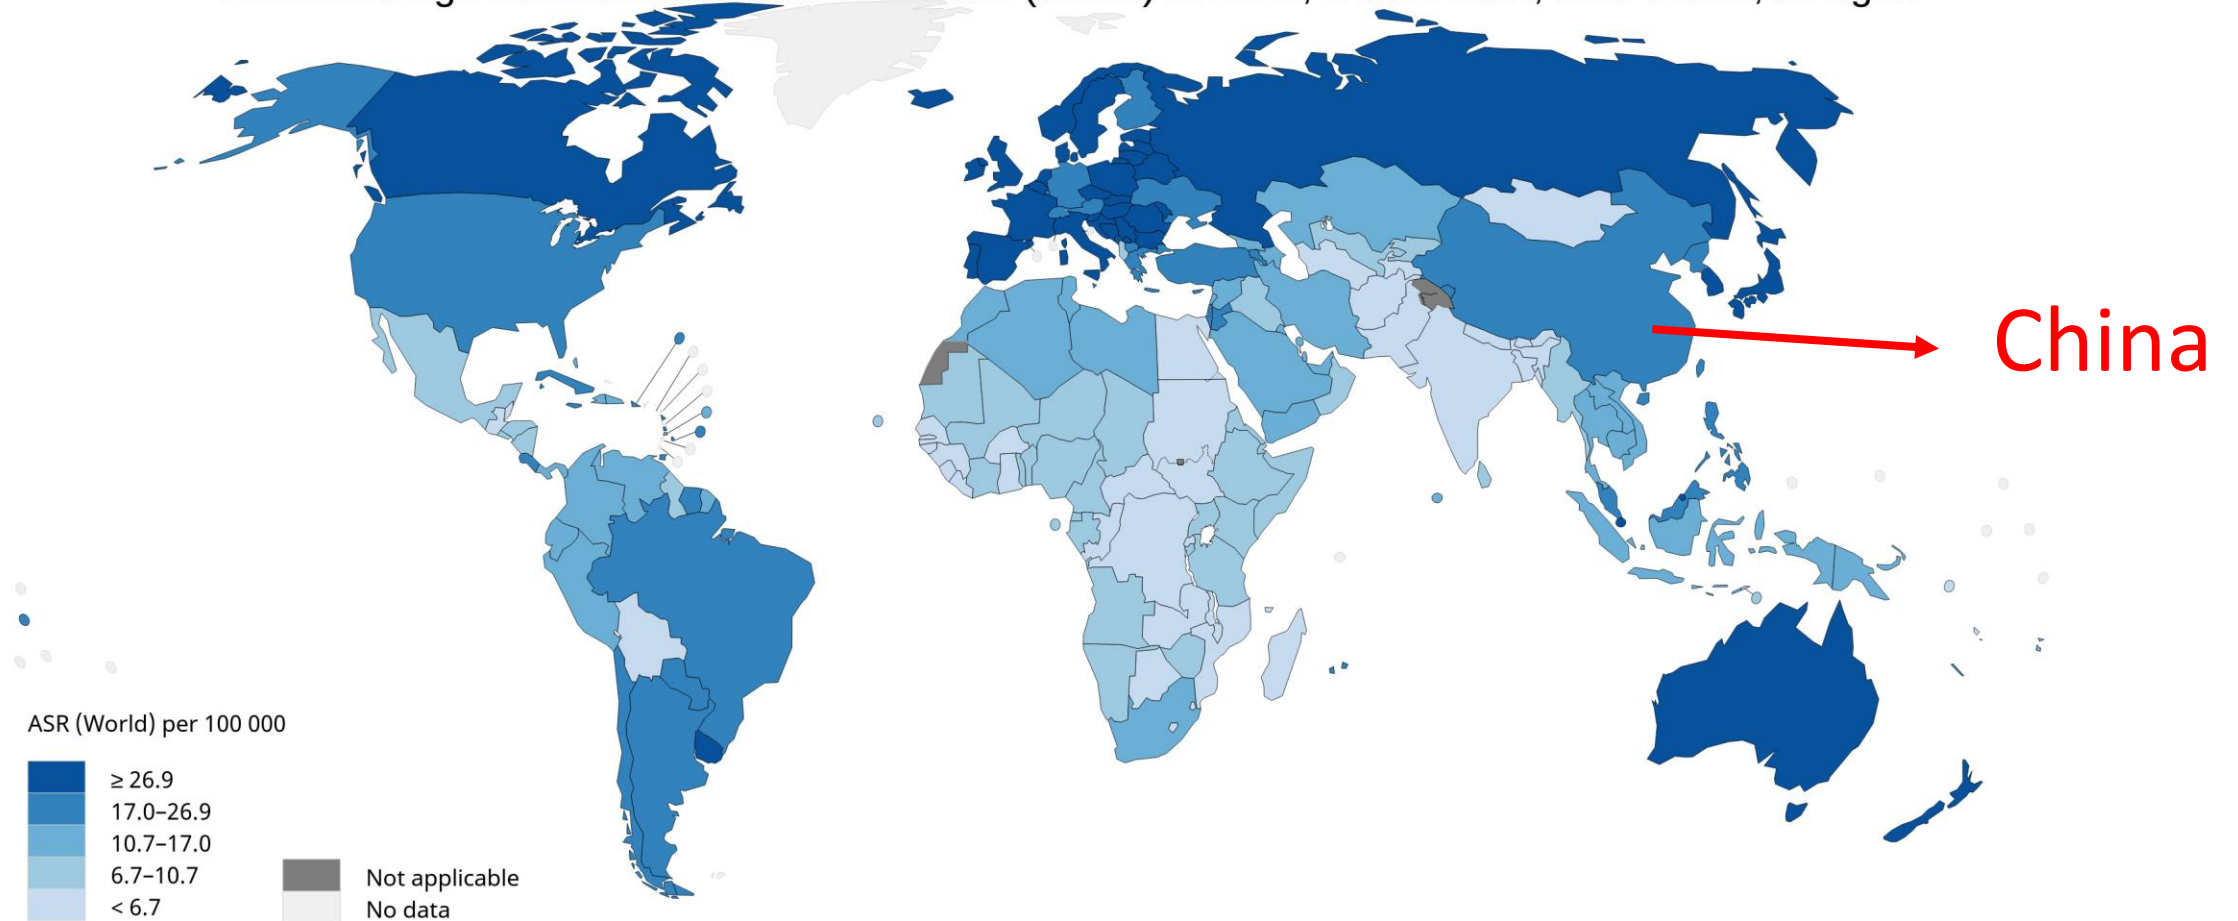 China
ASR (World) per 100 000
≥ 26.9
17.0–26.9
10.7–17.0
6.7–10.7
< 6.7
Not applicable
No data